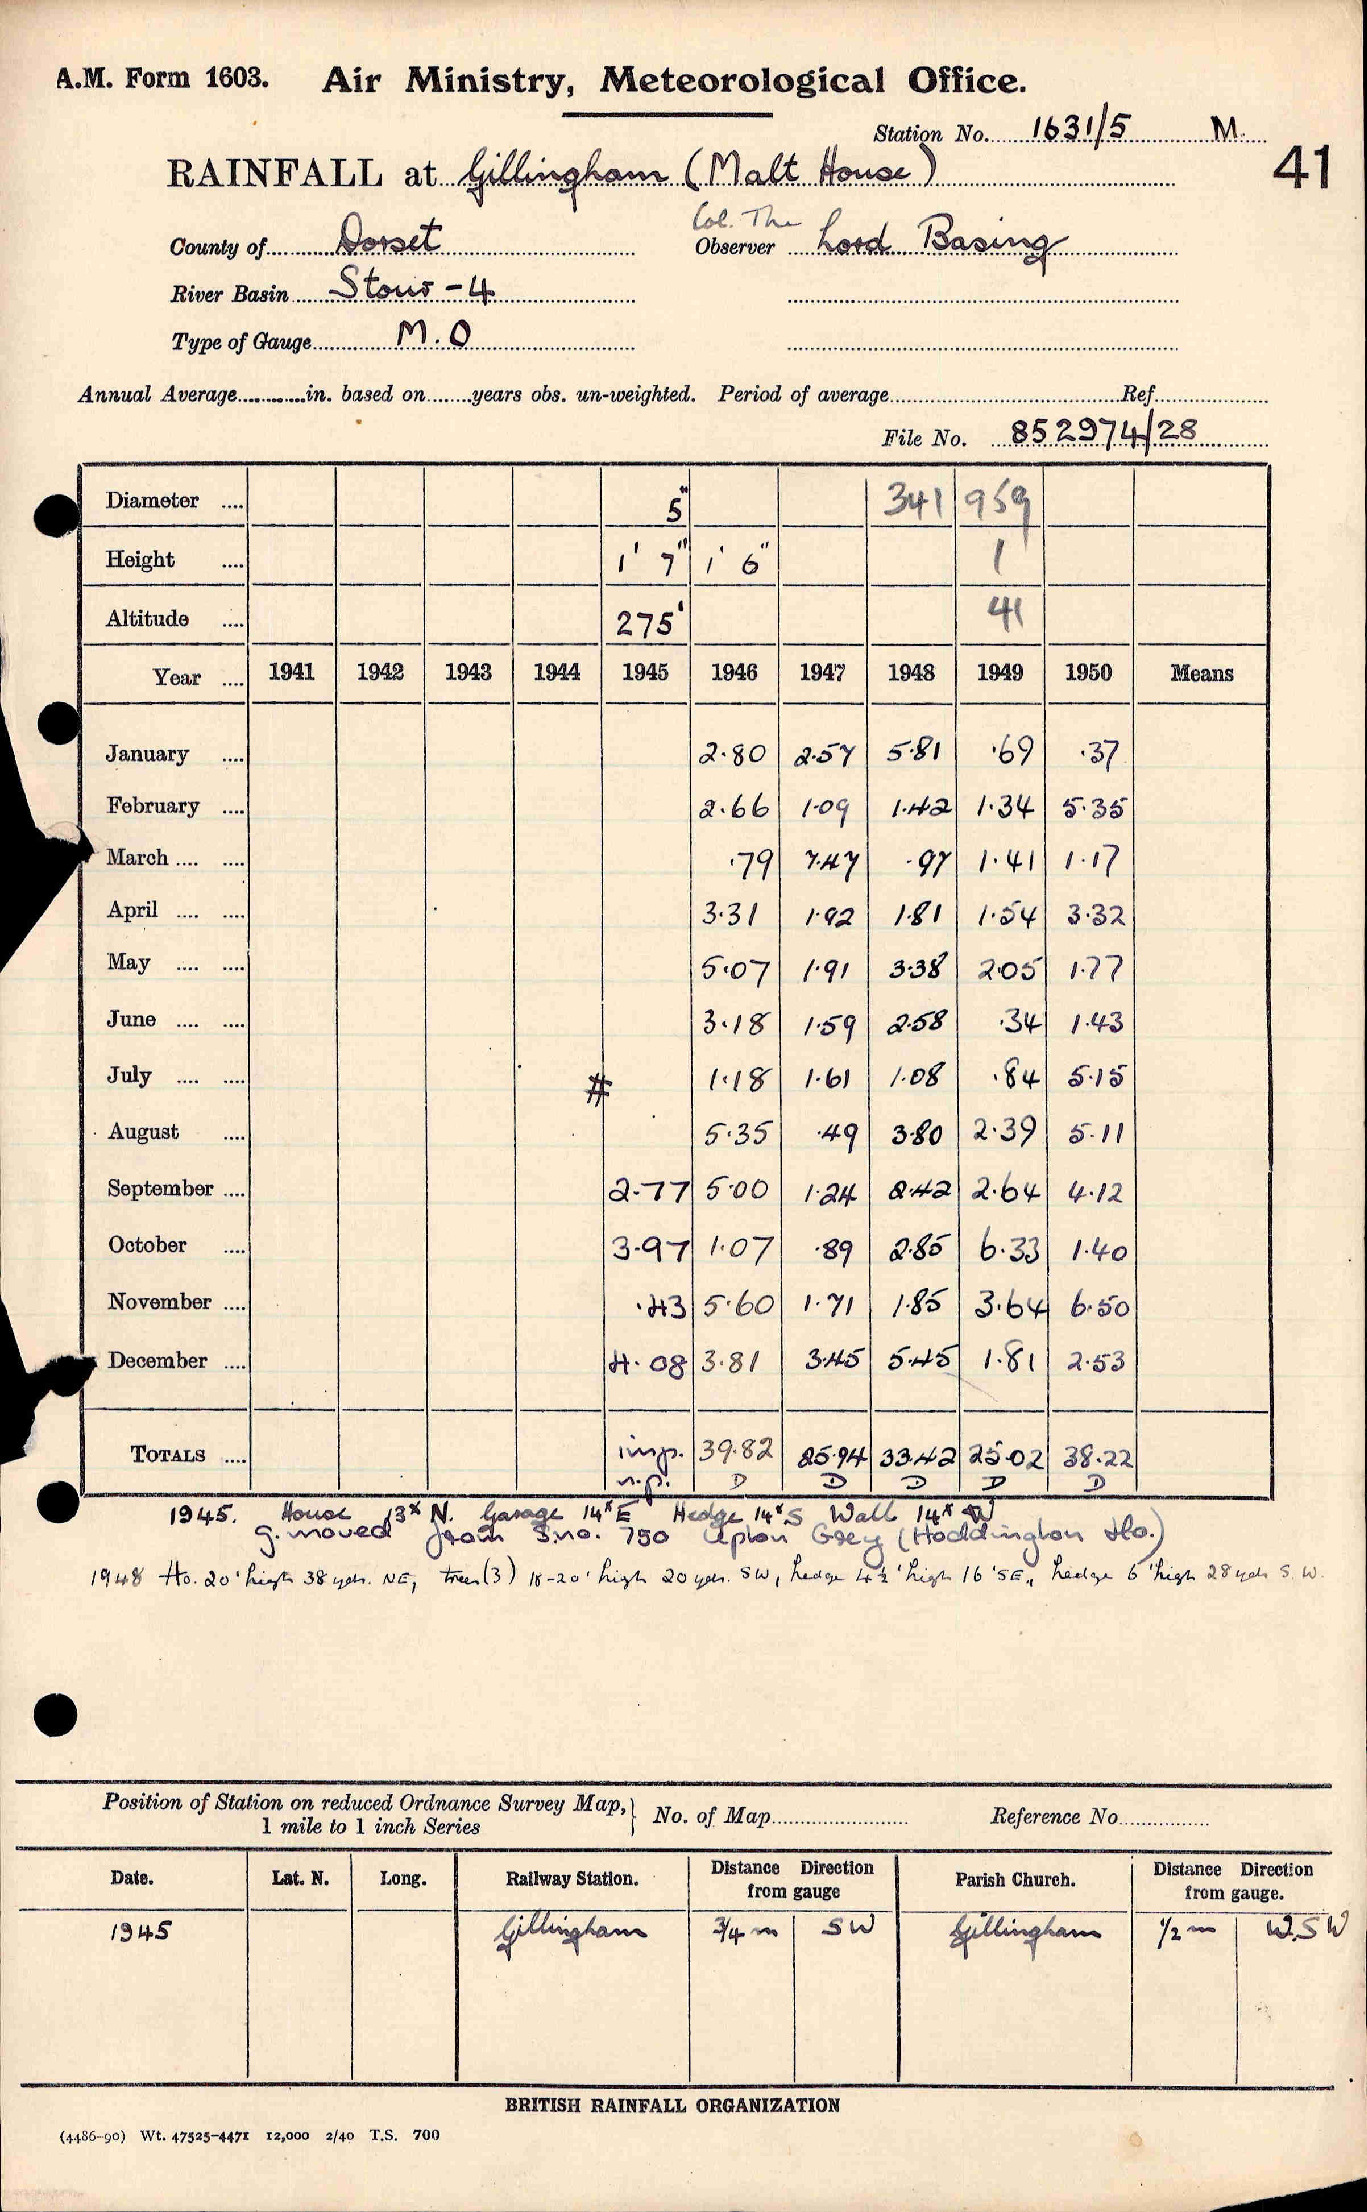 A.M. Form 1603. Air Ministry, Meteorological Office.
Station No. 1631/5 M.
41
RAINFALL at Gillingham (Malt House)
Col. The
County of Dorset Observer Lord Basing
River Basin Stour - 4
Type of Gauge M.O
Annual Average in. based on years obs. un-weighted. Period of average Ref
File No. 852974/28
Diameter .... 5" 341 959
Height .... 1' 7" 1' 6" 1
Altitude .... 275' 41
Year .... 1941 1942 1943 1944 1945 1946 1947 1948 1949 1950 Means
January .... 2.80 2.57 5.81 .69 .37
February .... 2.66 1.09 1.42 1.34 5.35
March .... .... .79 7.47 .97 1.41 1.17
April .... .... 3.31 1.92 1.81 1.54 3.32
May .... .... 5.07 1.91 3.38 2.05 1.77
June .... .... 3.18 1.59 2.58 .34 1.43
July .... .... # 1.18 1.61 1.08 .84 5.15
August .... 5.35 .49 3.80 2.39 5.11
September .... 2.77 5.00 1.24 2.42 2.64 4.12
October .... 3.97 1.07 .89 2.85 6.33 1.40
November .... .43 5.60 1.71 1.85 3.64 6.50
December .... 4.08 3.81 3.45 5.45 1.81 2.53
TOTALS .... imp. 39.82 25.94 33.42 25.02 38.22
n.p. D D D D D
1945. House 13x N. Garage 14x E Hedge 14x S Wall 14x W
g. moved from S.no. 750 Upton Grey (Hoddington Ho.)
1948 Ho. 20' high 38 yds. NE, trees (3) 18-20' high 20 yds. SW, hedge 4½' high 16' SE., hedge 6' high 28 yds S.W.
Position of Station on reduced Ordnance Survey Map, 1 mile to 1 inch Series } No. of Map Reference No
Date. Lat. N. Long. Railway Station. Distance Direction from gauge Parish Church. Distance Direction from gauge.
1945 Gillingham 3/4 m SW Gillingham 1/2 m W.SW
BRITISH RAINFALL ORGANIZATION
(4486-90) Wt. 47525-4471 12,000 2/40 T.S. 700